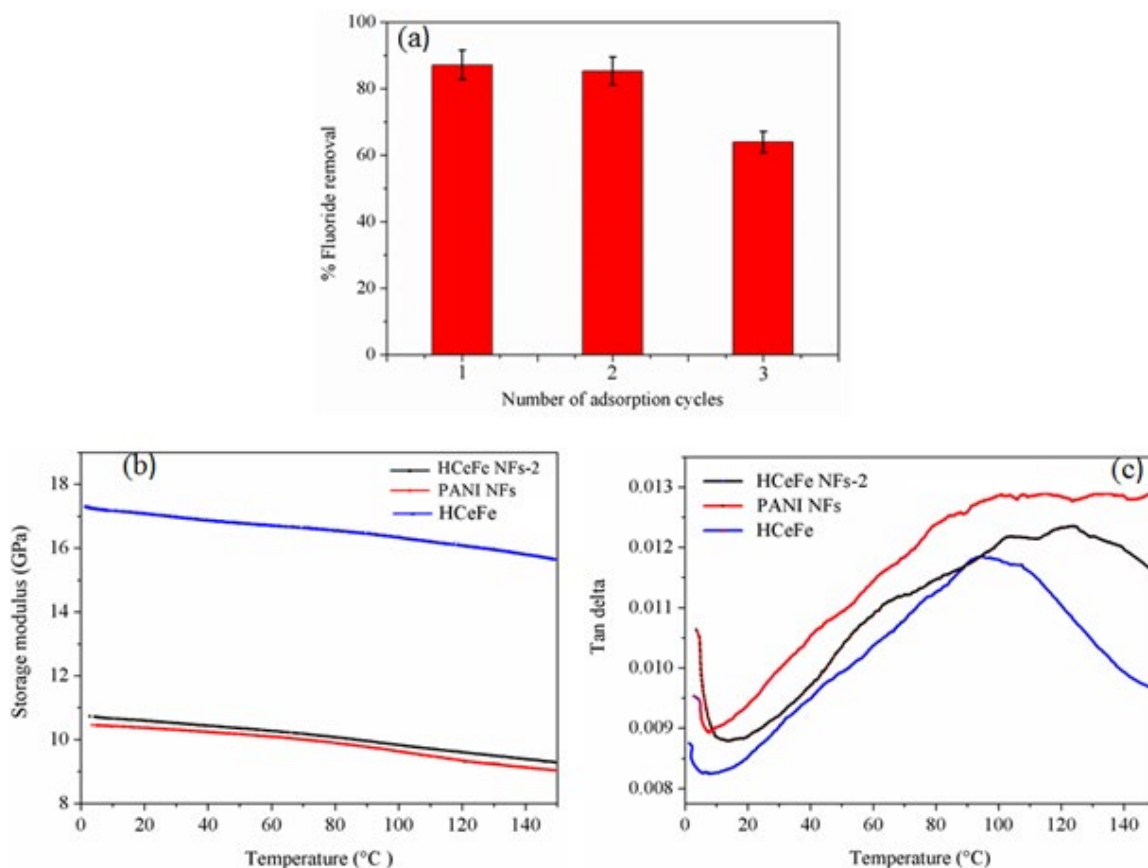 (a)
100
80
60
40
20
0
% Fluoride removal
1 2 3
Number of adsorption cycles
(b)
HCeFe NFs-2
PANI NFs
HCeFe
18
16
14
12
10
8
Storage modulus (GPa)
0 20 40 60 80 100 120 140
Temperature (°C )
(c)
HCeFe NFs-2
PANI NFs
HCeFe
0.013
0.012
0.011
0.010
0.009
0.008
Tan delta
0 20 40 60 80 100 120 140
Temperature (°C)